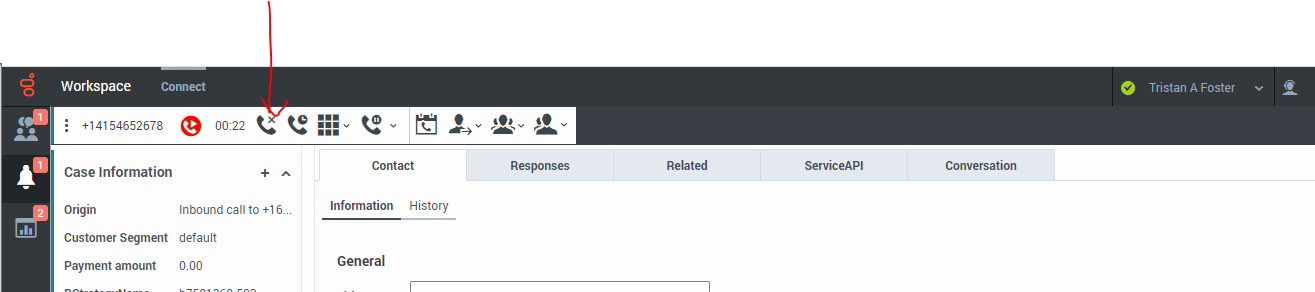 Workspace
Connect
Tristan A Foster
1
+14154652678
00:22
1
2
Case Information
Origin
Inbound call to +16...
Customer Segment
default
Payment amount
0.00
Contact
Responses
Related
ServiceAPI
Conversation
Information
History
General